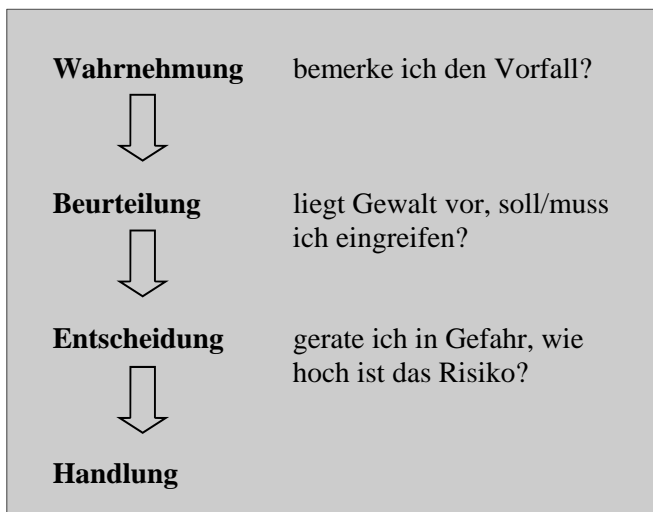 Wahrnehmung bemerke ich den Vorfall?
Beurteilung liegt Gewalt vor, soll/muss
ich eingreifen?
Entscheidung gerate ich in Gefahr, wie
hoch ist das Risiko?
Handlung